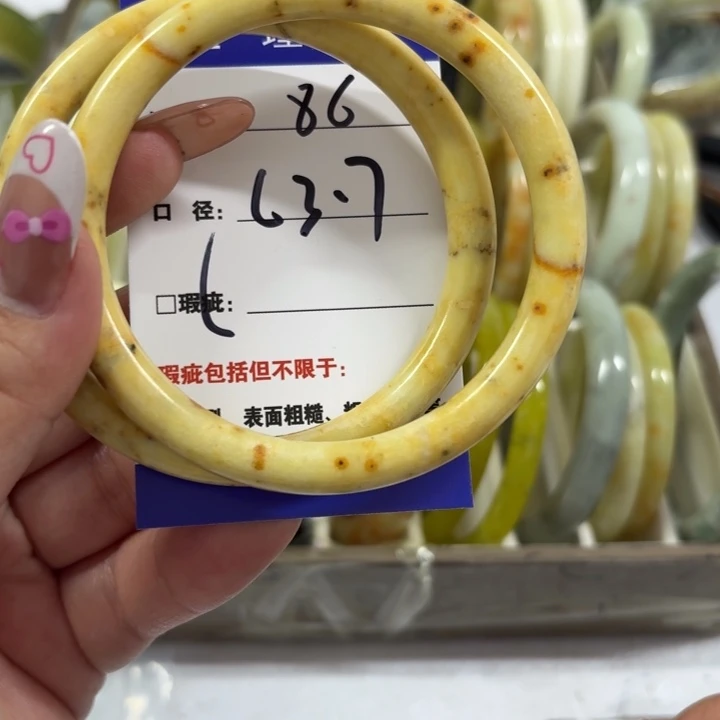 理
86
口 径: 63.7
□瑕疵:
瑕疵包括但不限于:
表面粗糙、